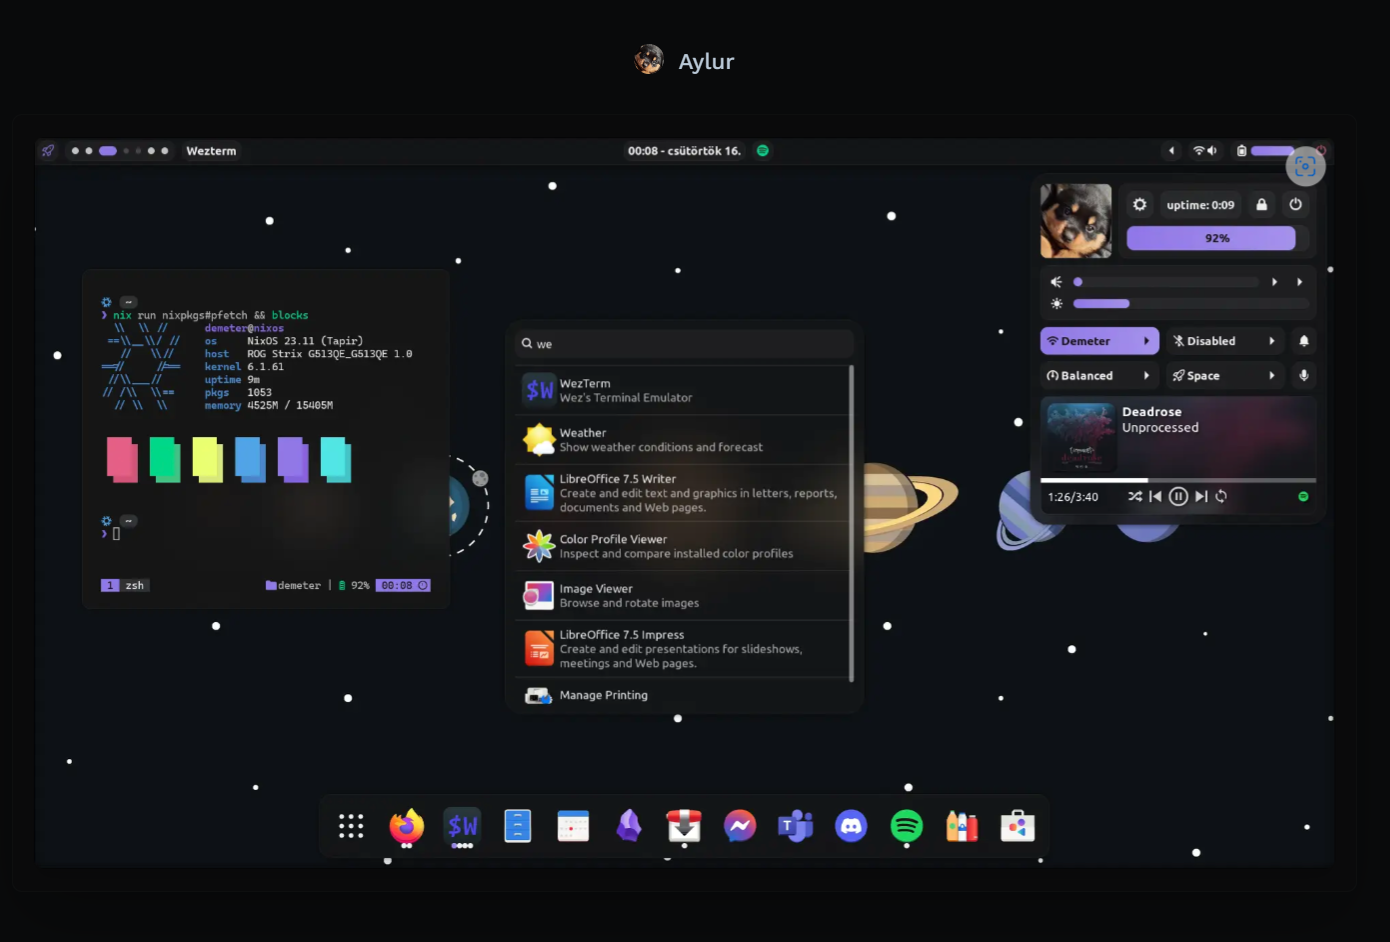 Aylur
Wezterm
00:08 - csütörtök 16.
~
❯ nix run nixpkgs#pfetch && blocks
demeter@nixos
os NixOS 23.11 (Tapir)
host ROG Strix G513QE_G513QE 1.0
kernel 6.1.61
uptime 9m
pkgs 1053
memory 4525M / 15405M
~
❯
1 zsh
demeter | 92% 00:08
we
$W
WezTerm
Wez's Terminal Emulator
Weather
Show weather conditions and forecast
LibreOffice 7.5 Writer
Create and edit text and graphics in letters, reports,
documents and Web pages.
Color Profile Viewer
Inspect and compare installed color profiles
Image Viewer
Browse and rotate images
LibreOffice 7.5 Impress
Create and edit presentations for slideshows,
meetings and Web pages.
Manage Printing
uptime: 0:09
92%
Demeter
Disabled
Balanced
Space
Deadrose
Unprocessed
1:26/3:40
$W
T